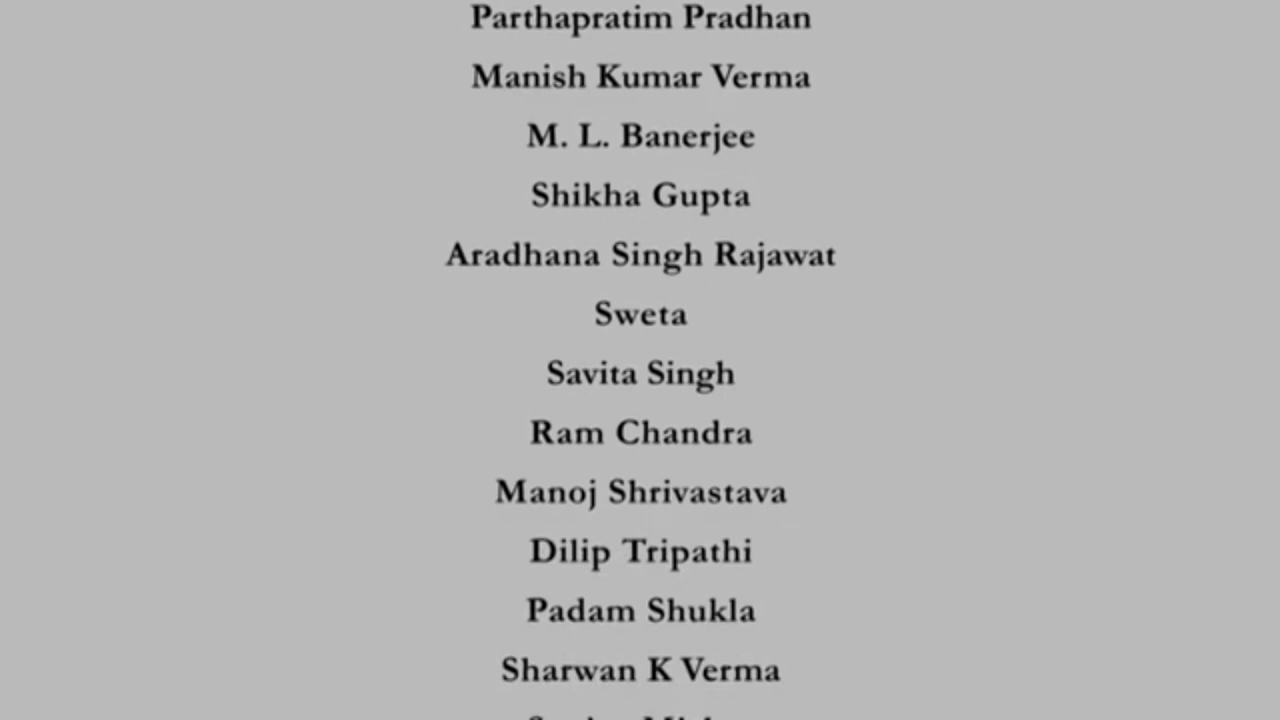 Parthapratim Pradhan
Manish Kumar Verma
M. L. Banerjee
Shikha Gupta
Aradhana Singh Rajawat
Sweta
Savita Singh
Ram Chandra
Manoj Shrivastava
Dilip Tripathi
Padam Shukla
Sharwan K Verma